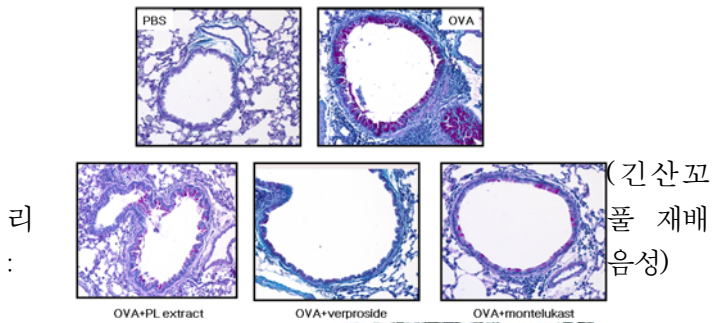 PBS
OVA
(긴산꼬
리
풀 재배
:
음성)
OVA+PL extract
OVA+verproside
OVA+montelukast